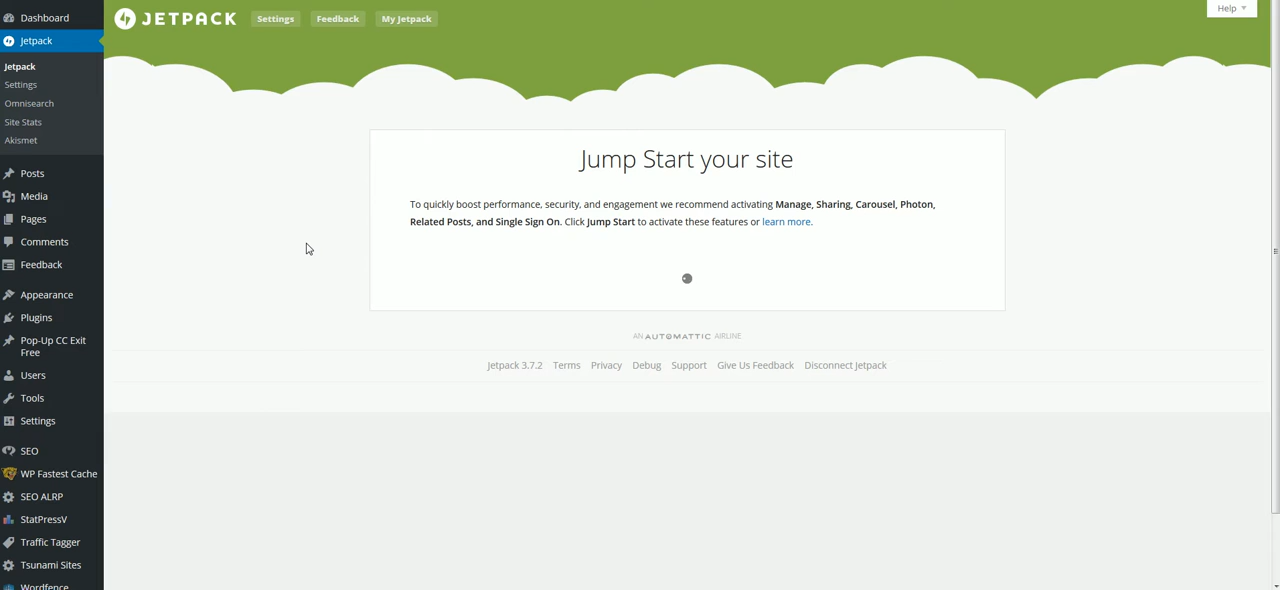 Dashboard
Jetpack
Jetpack
Settings
Omnisearch
Site Stats
Akismet
Posts
Media
Pages
Comments
Feedback
Appearance
Plugins
Pop-Up CC Exit
Free
Users
Tools
Settings
SEO
WP Fastest Cache
SEO ALRP
StatPressV
Traffic Tagger
Tsunami Sites
Wordfence
JETPACK
Settings
Feedback
My Jetpack
Help
Jump Start your site
To quickly boost performance, security, and engagement we recommend activating Manage, Sharing, Carousel, Photon,
Related Posts, and Single Sign On. Click Jump Start to activate these features or learn more.
AN AUTOMATTIC AIRLINE
Jetpack 3.7.2 Terms Privacy Debug Support Give Us Feedback Disconnect Jetpack